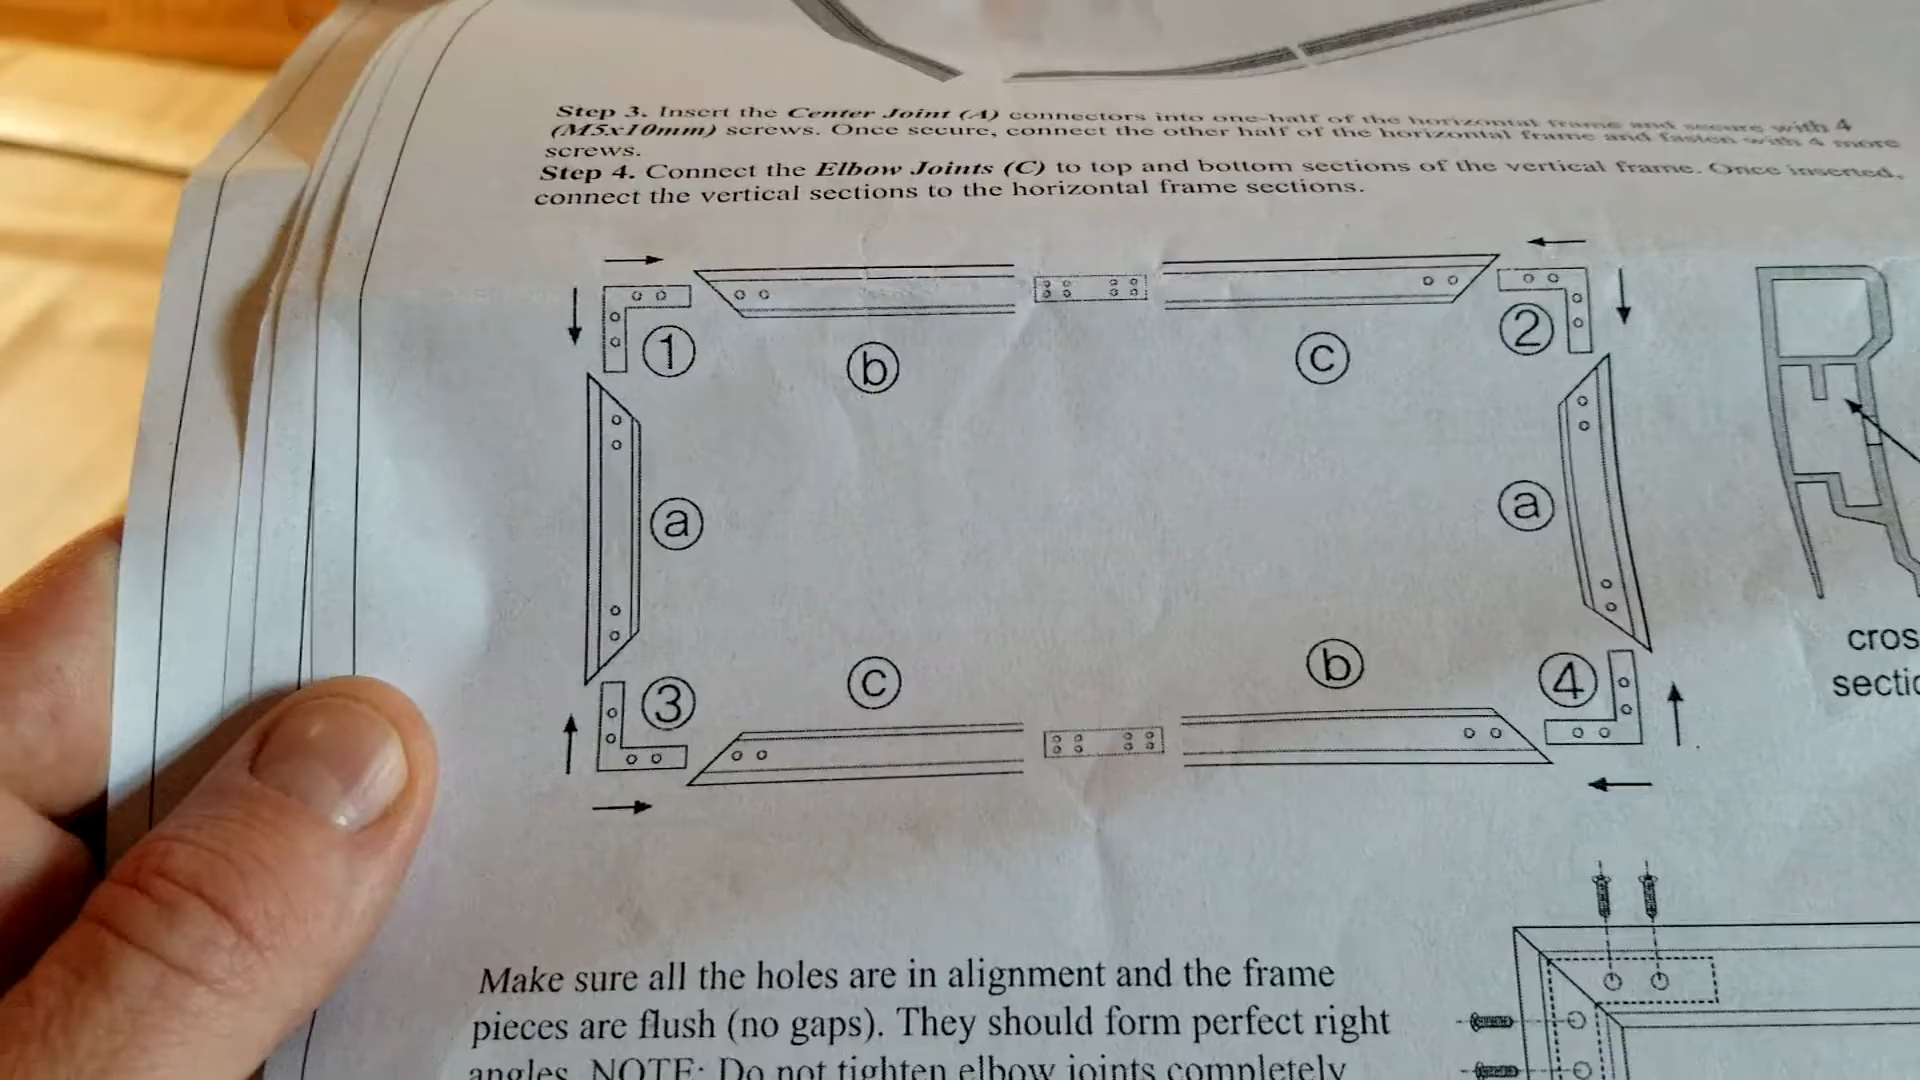 Step 3. Insert the Center Joint (A) connectors into one-half of the horizontal frame and secure with 4
(M5x10mm) screws. Once secure, connect the other half of the horizontal frame and fasten with 4 more
screws.
Step 4. Connect the Elbow Joints (C) to top and bottom sections of the vertical frame. Once inserted,
connect the vertical sections to the horizontal frame sections.
1
b
c
2
a
a
3
c
b
4
cros
sectio
Make sure all the holes are in alignment and the frame
pieces are flush (no gaps). They should form perfect right
angles. NOTE: Do not tighten elbow joints completely